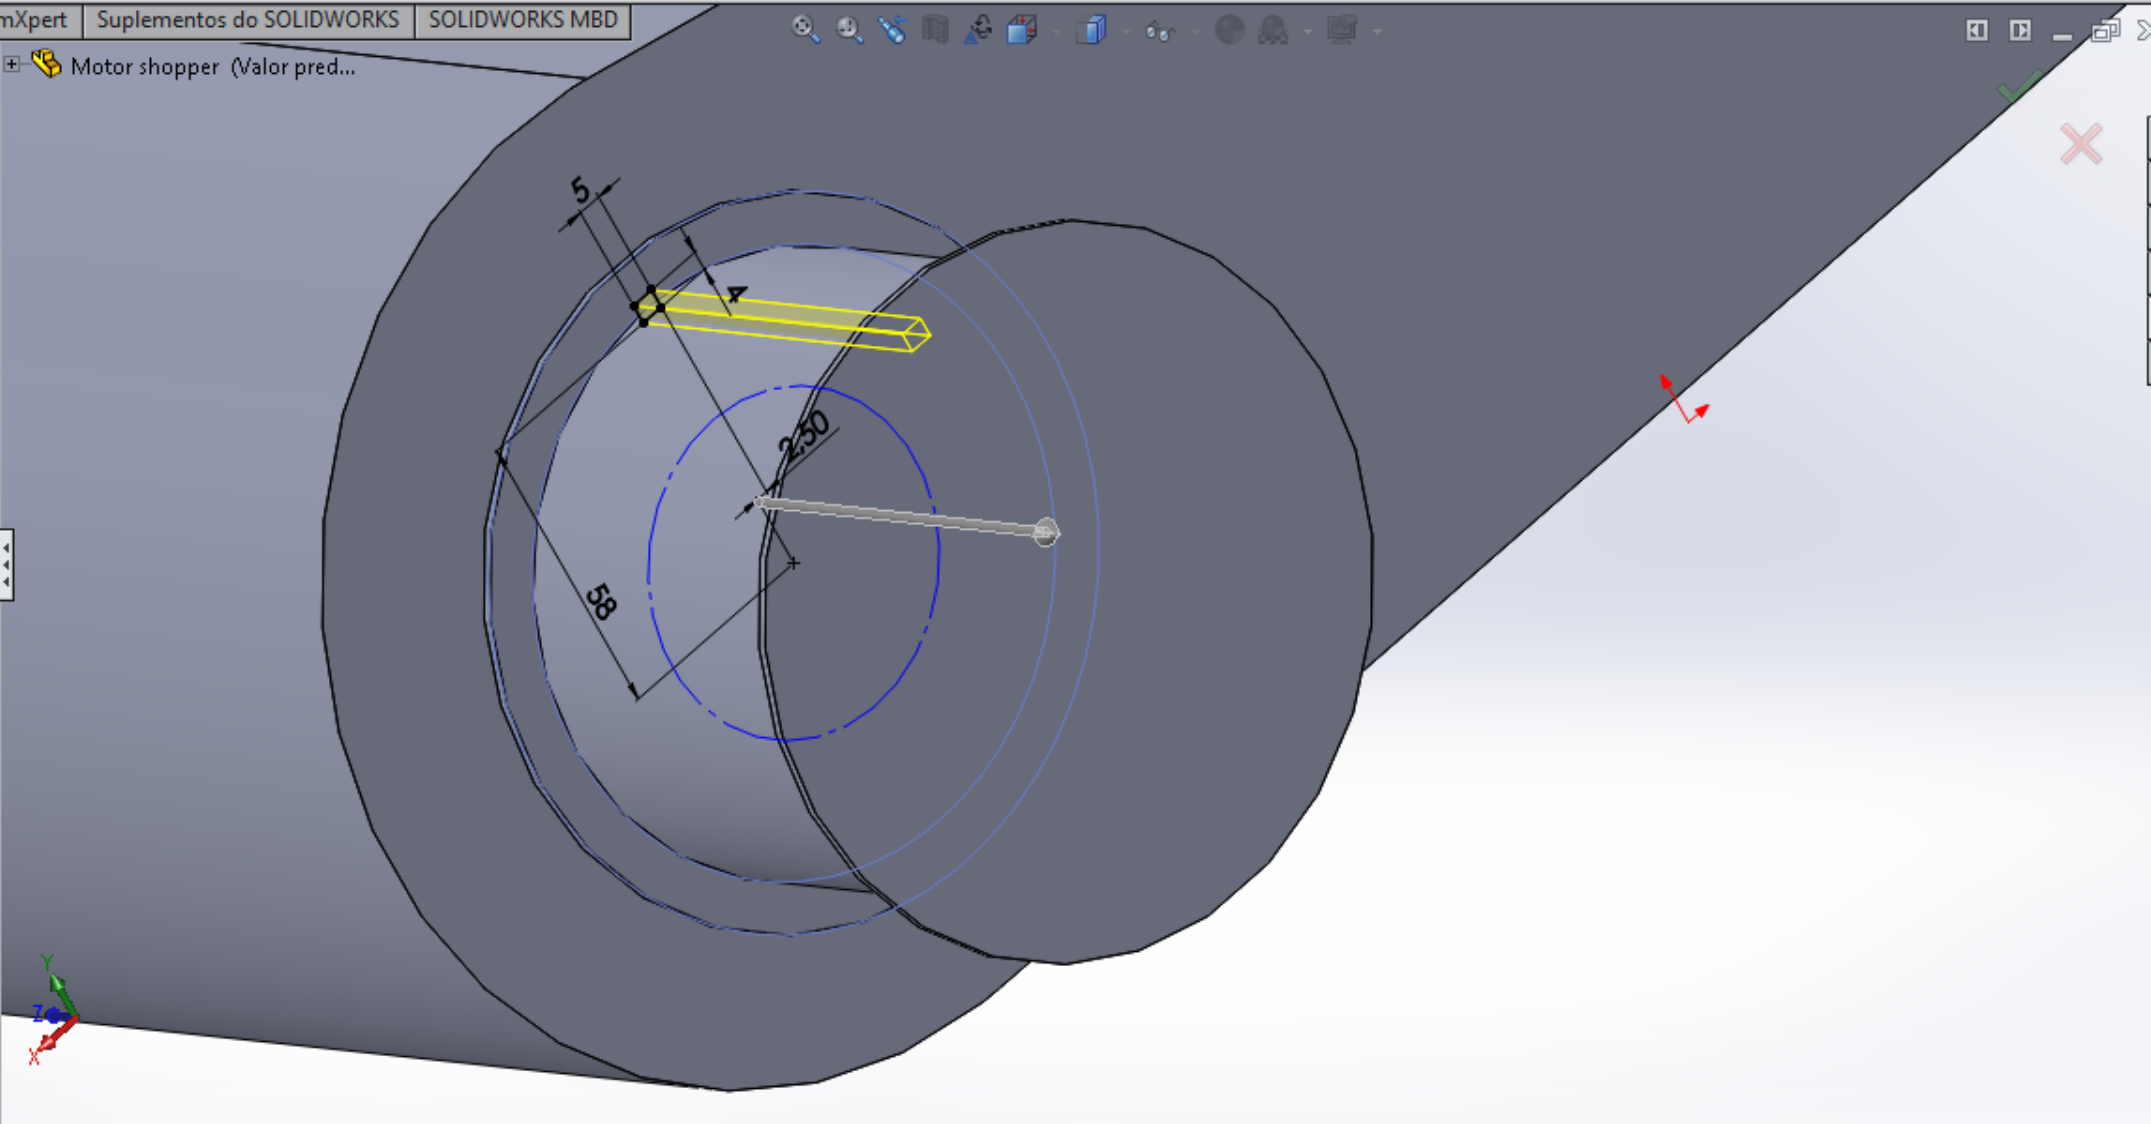 mXpert
Suplementos do SOLIDWORKS
SOLIDWORKS MBD
Motor shopper (Valor pred...
5
4
2,50
58
Y
Z
X